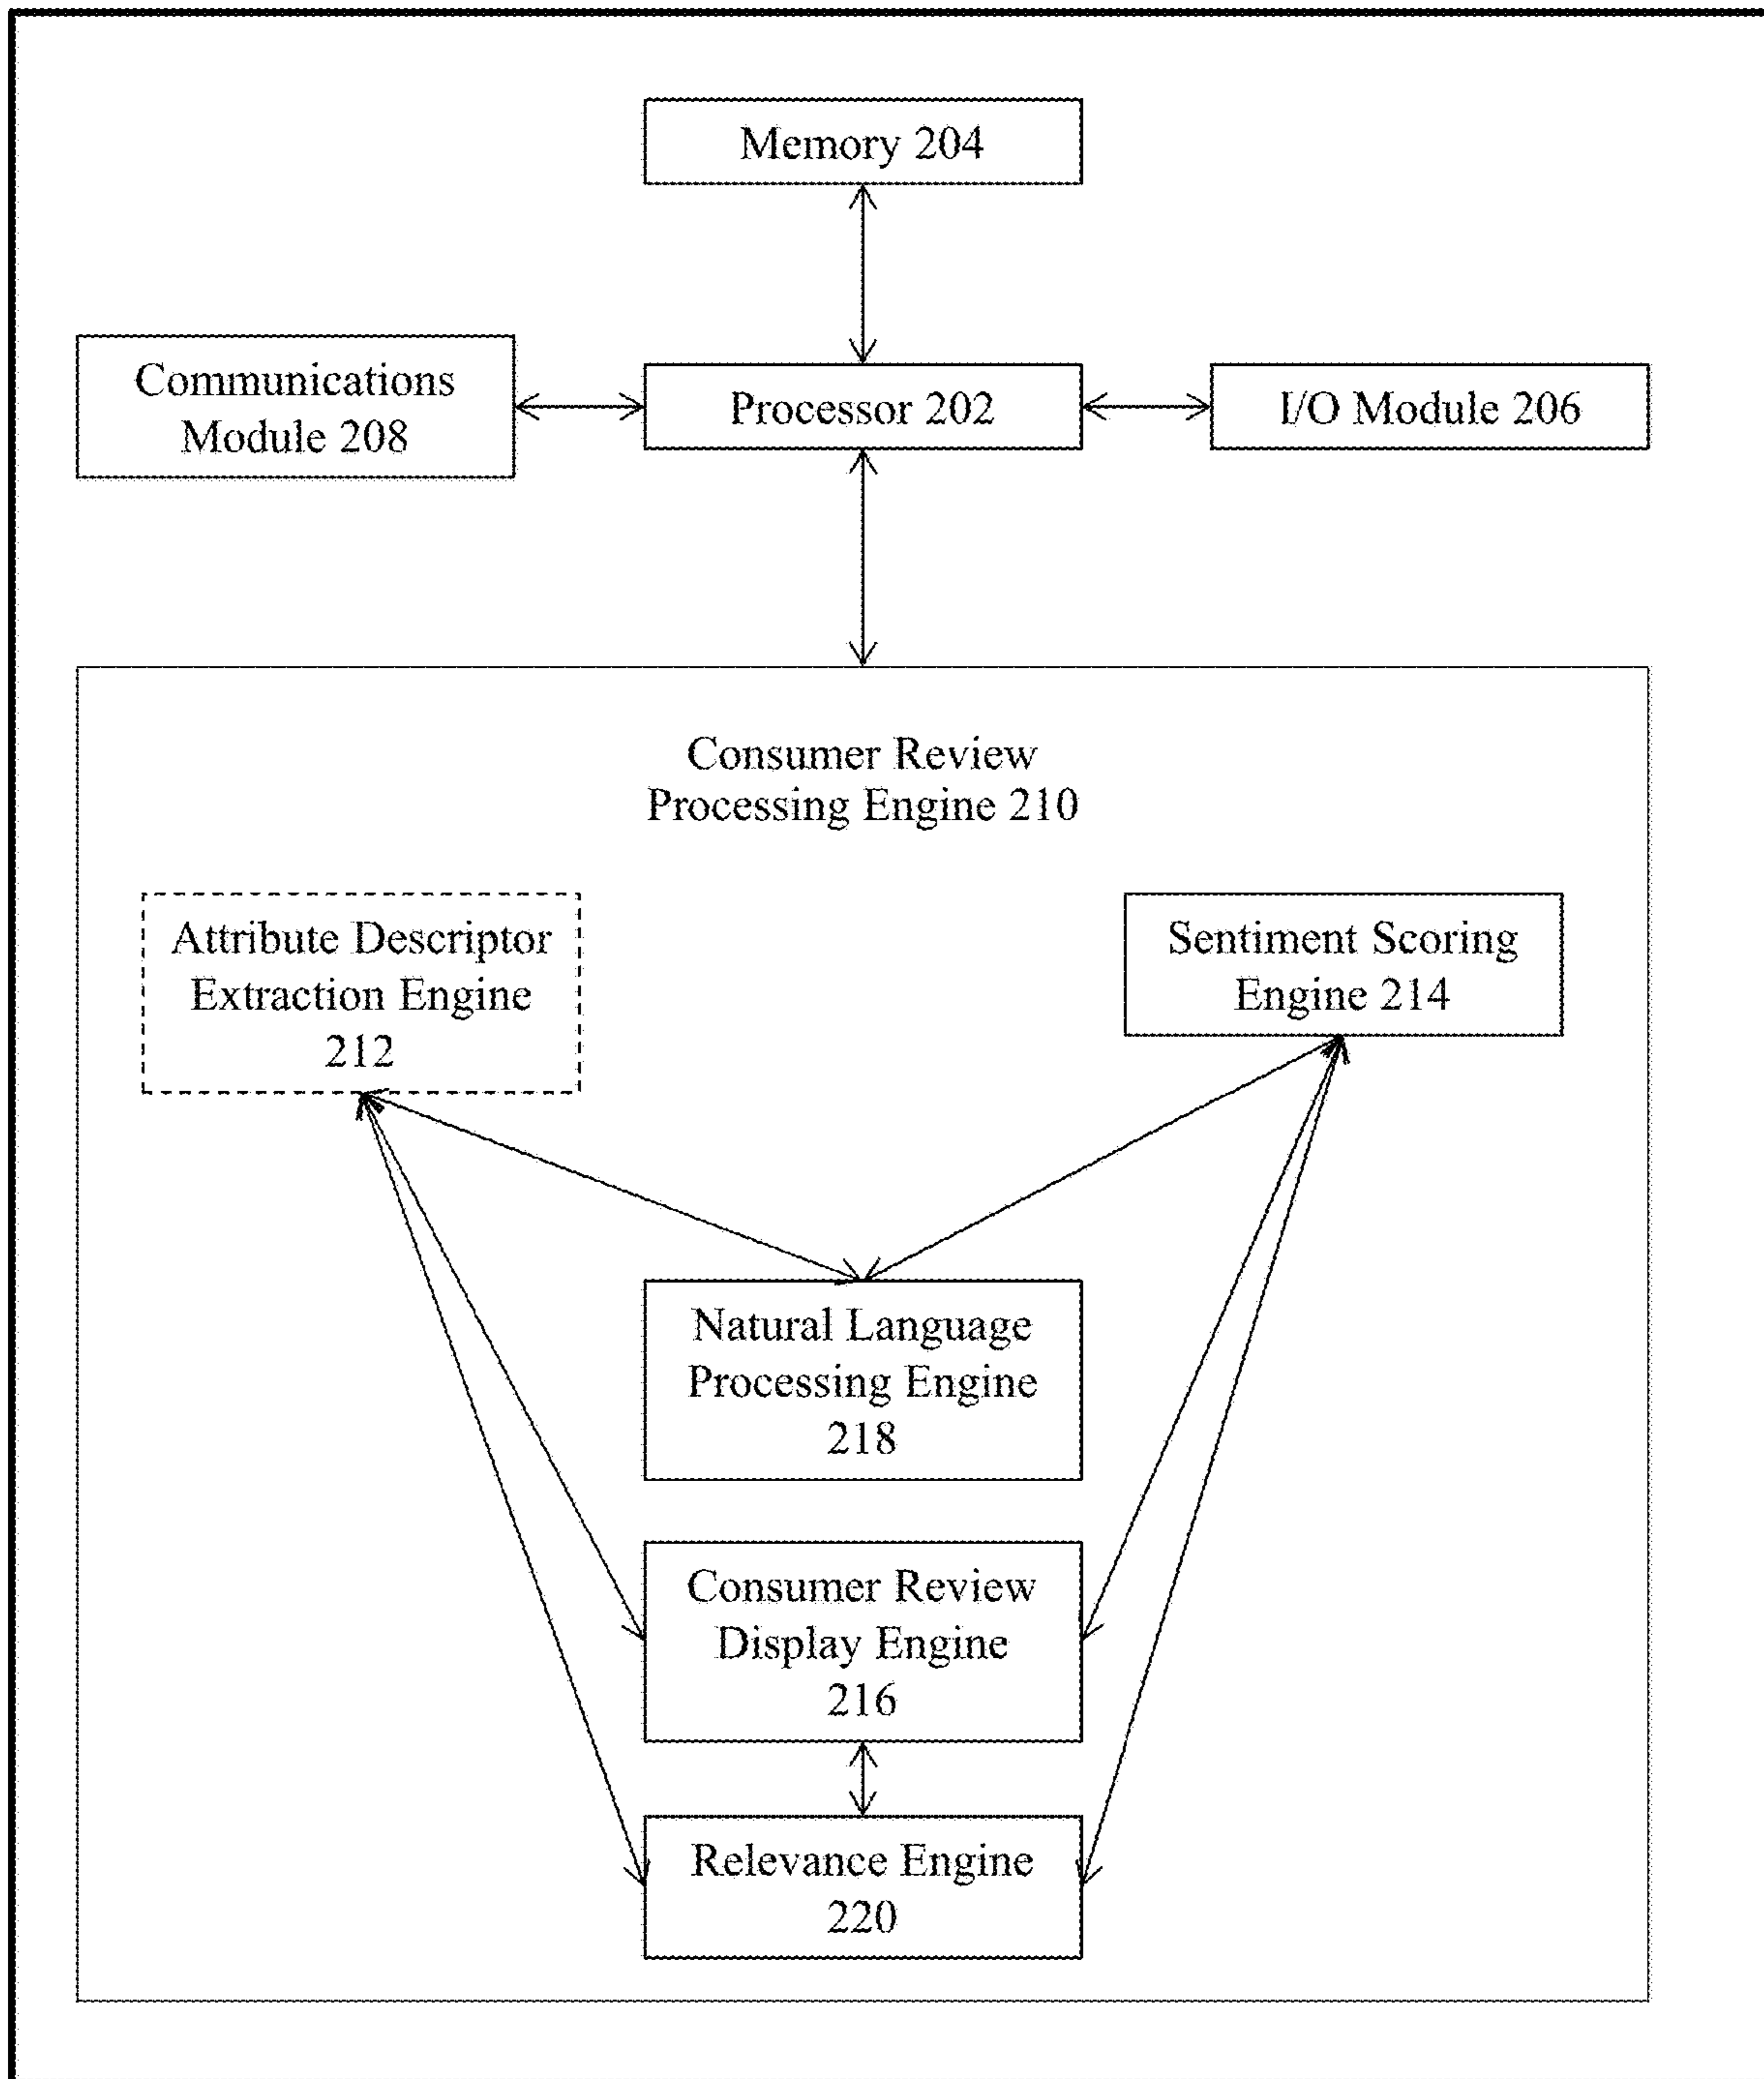 Memory 204
Communications
Module 208
Processor 202
I/O Module 206
Consumer Review
Processing Engine 210
Attribute Descriptor
Extraction Engine
212
Sentiment Scoring
Engine 214
Natural Language
Processing Engine
218
Consumer Review
Display Engine
216
Relevance Engine
220